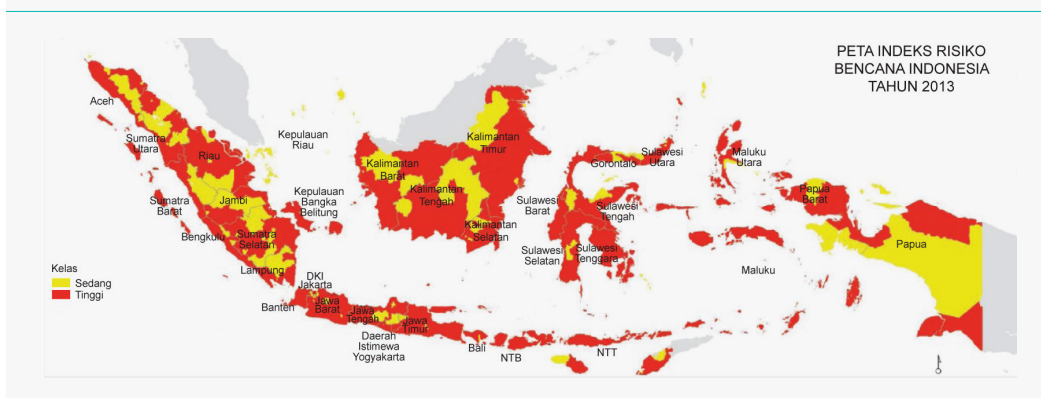 PETA INDEKS RISIKO
BENCANA INDONESIA
TAHUN 2013
Aceh
Sumatra
Utara
Riau
Kepulauan
Riau
Sumatra
Barat
Jambi
Kepulauan
Bangka
Belitung
Bengkulu
Sumatra
Selatan
Lampung
DKI
Jakarta
Banten
Jawa
Barat
Jawa
Tengah
Daerah
Istimewa
Yogyakarta
Jawa
Timur
Bali
NTB
NTT
Kalimantan
Barat
Kalimantan
Tengah
Kalimantan
Timur
Kalimantan
Selatan
Sulawesi
Barat
Sulawesi
Selatan
Gorontalo
Sulawesi
Utara
Sulawesi
Tengah
Sulawesi
Tenggara
Maluku
Utara
Maluku
Papua
Barat
Papua
Kelas
Sedang
Tinggi